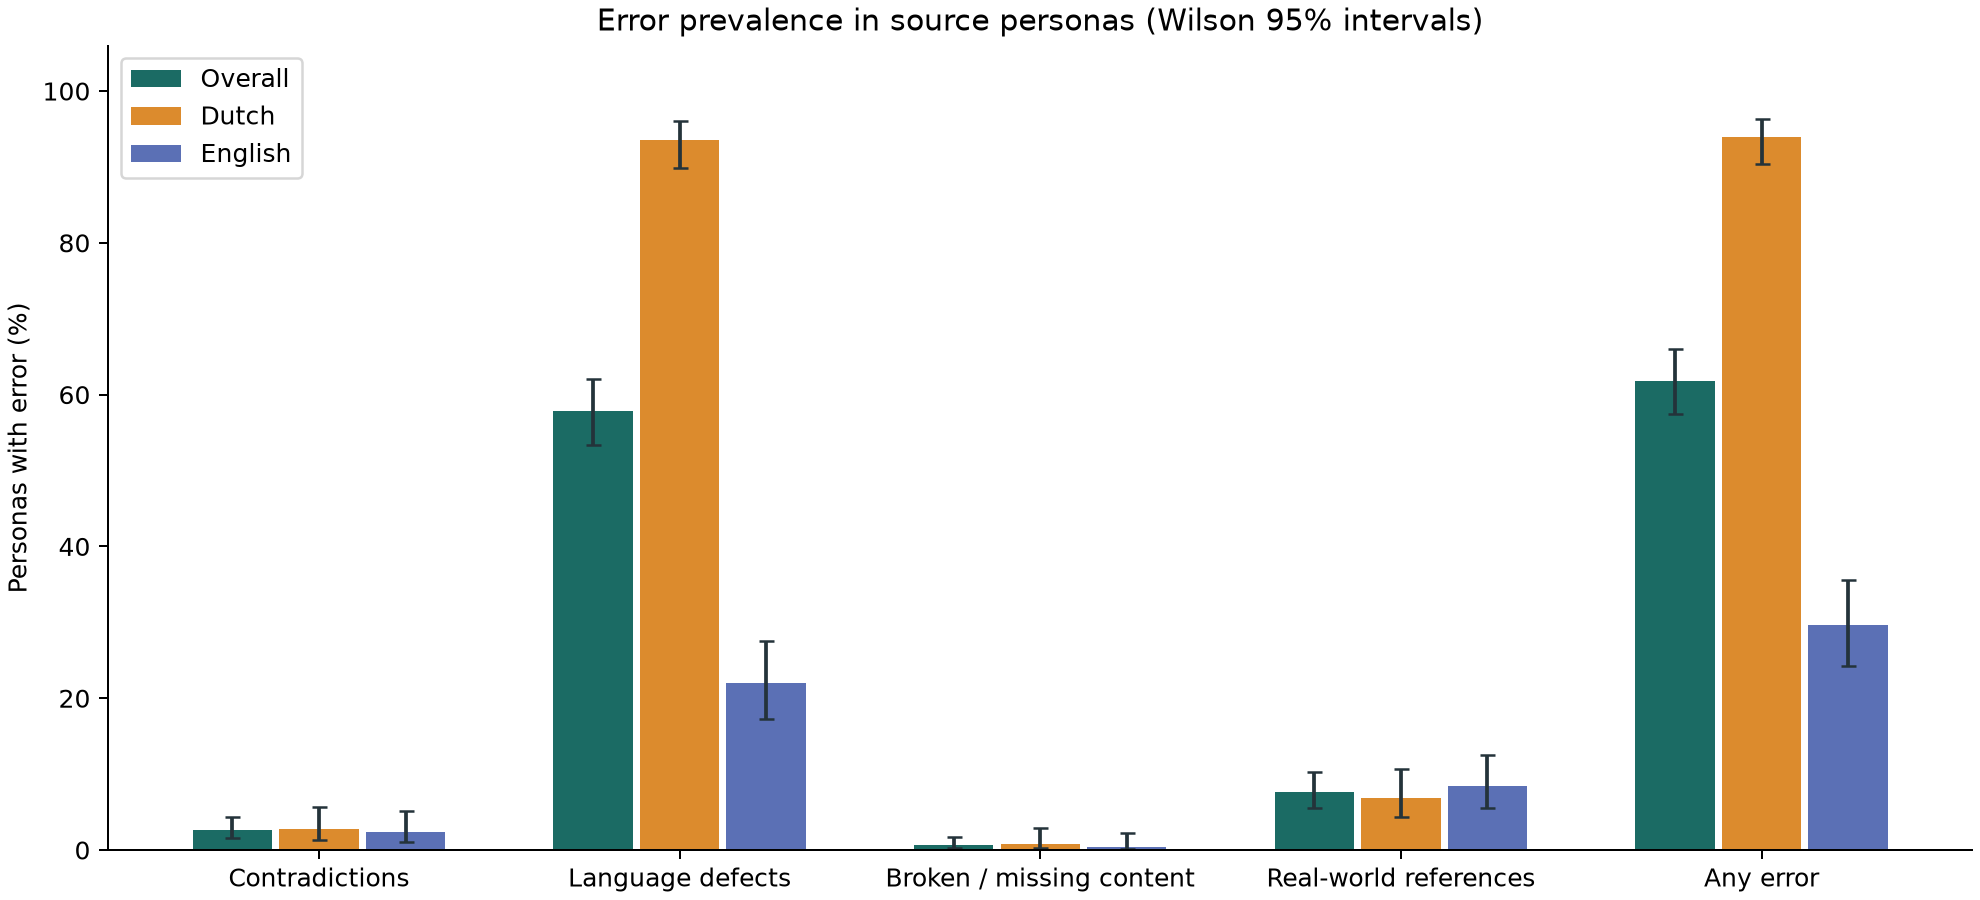 Error prevalence in source personas (Wilson 95% intervals)
Overall
Dutch
English
Personas with error (%)
100
80
60
40
20
0
Contradictions
Language defects
Broken / missing content
Real-world references
Any error